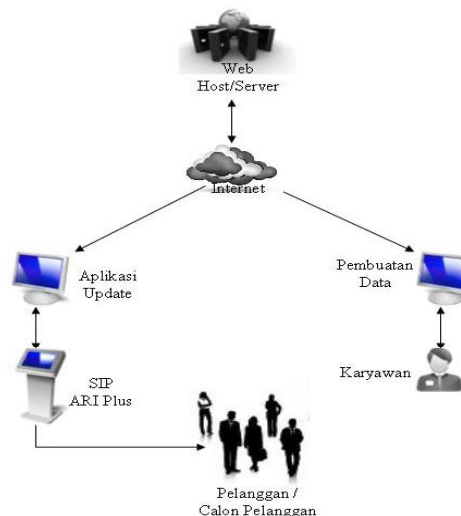 Web
Host/Server
Internet
Aplikasi
Update
Pembuatan
Data
SIP
ARI Plus
Karyawan
Pelanggan /
Calon Pelanggan